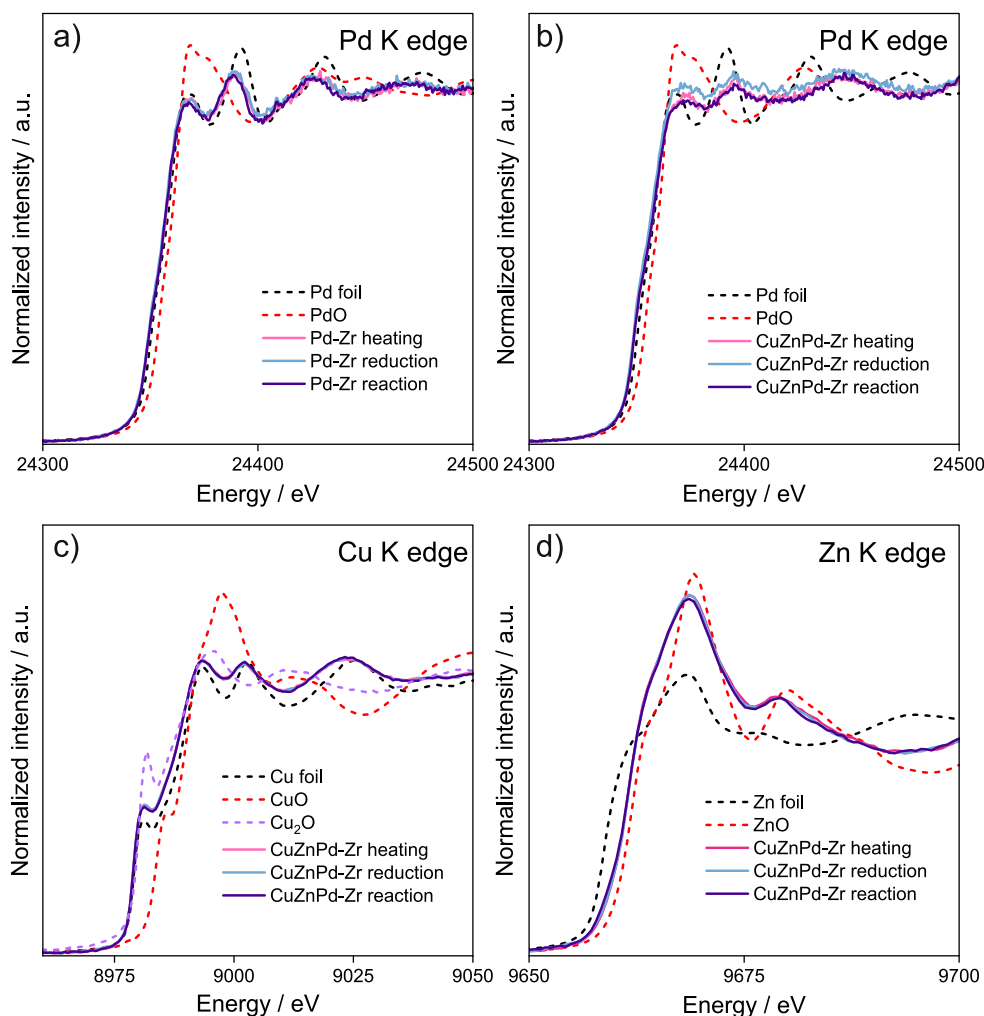 a)
Pd K edge
Normalized intensity / a.u.
Pd foil
PdO
Pd-Zr heating
Pd-Zr reduction
Pd-Zr reaction
24300
24400
24500
Energy / eV
b)
Pd K edge
Normalized intensity / a.u.
Pd foil
PdO
CuZnPd-Zr heating
CuZnPd-Zr reduction
CuZnPd-Zr reaction
24300
24400
24500
Energy / eV
c)
Cu K edge
Normalized intensity / a.u.
Cu foil
CuO
Cu₂O
CuZnPd-Zr heating
CuZnPd-Zr reduction
CuZnPd-Zr reaction
8975
9000
9025
9050
Energy / eV
d)
Zn K edge
Normalized intensity / a.u.
Zn foil
ZnO
CuZnPd-Zr heating
CuZnPd-Zr reduction
CuZnPd-Zr reaction
9650
9675
9700
Energy / eV